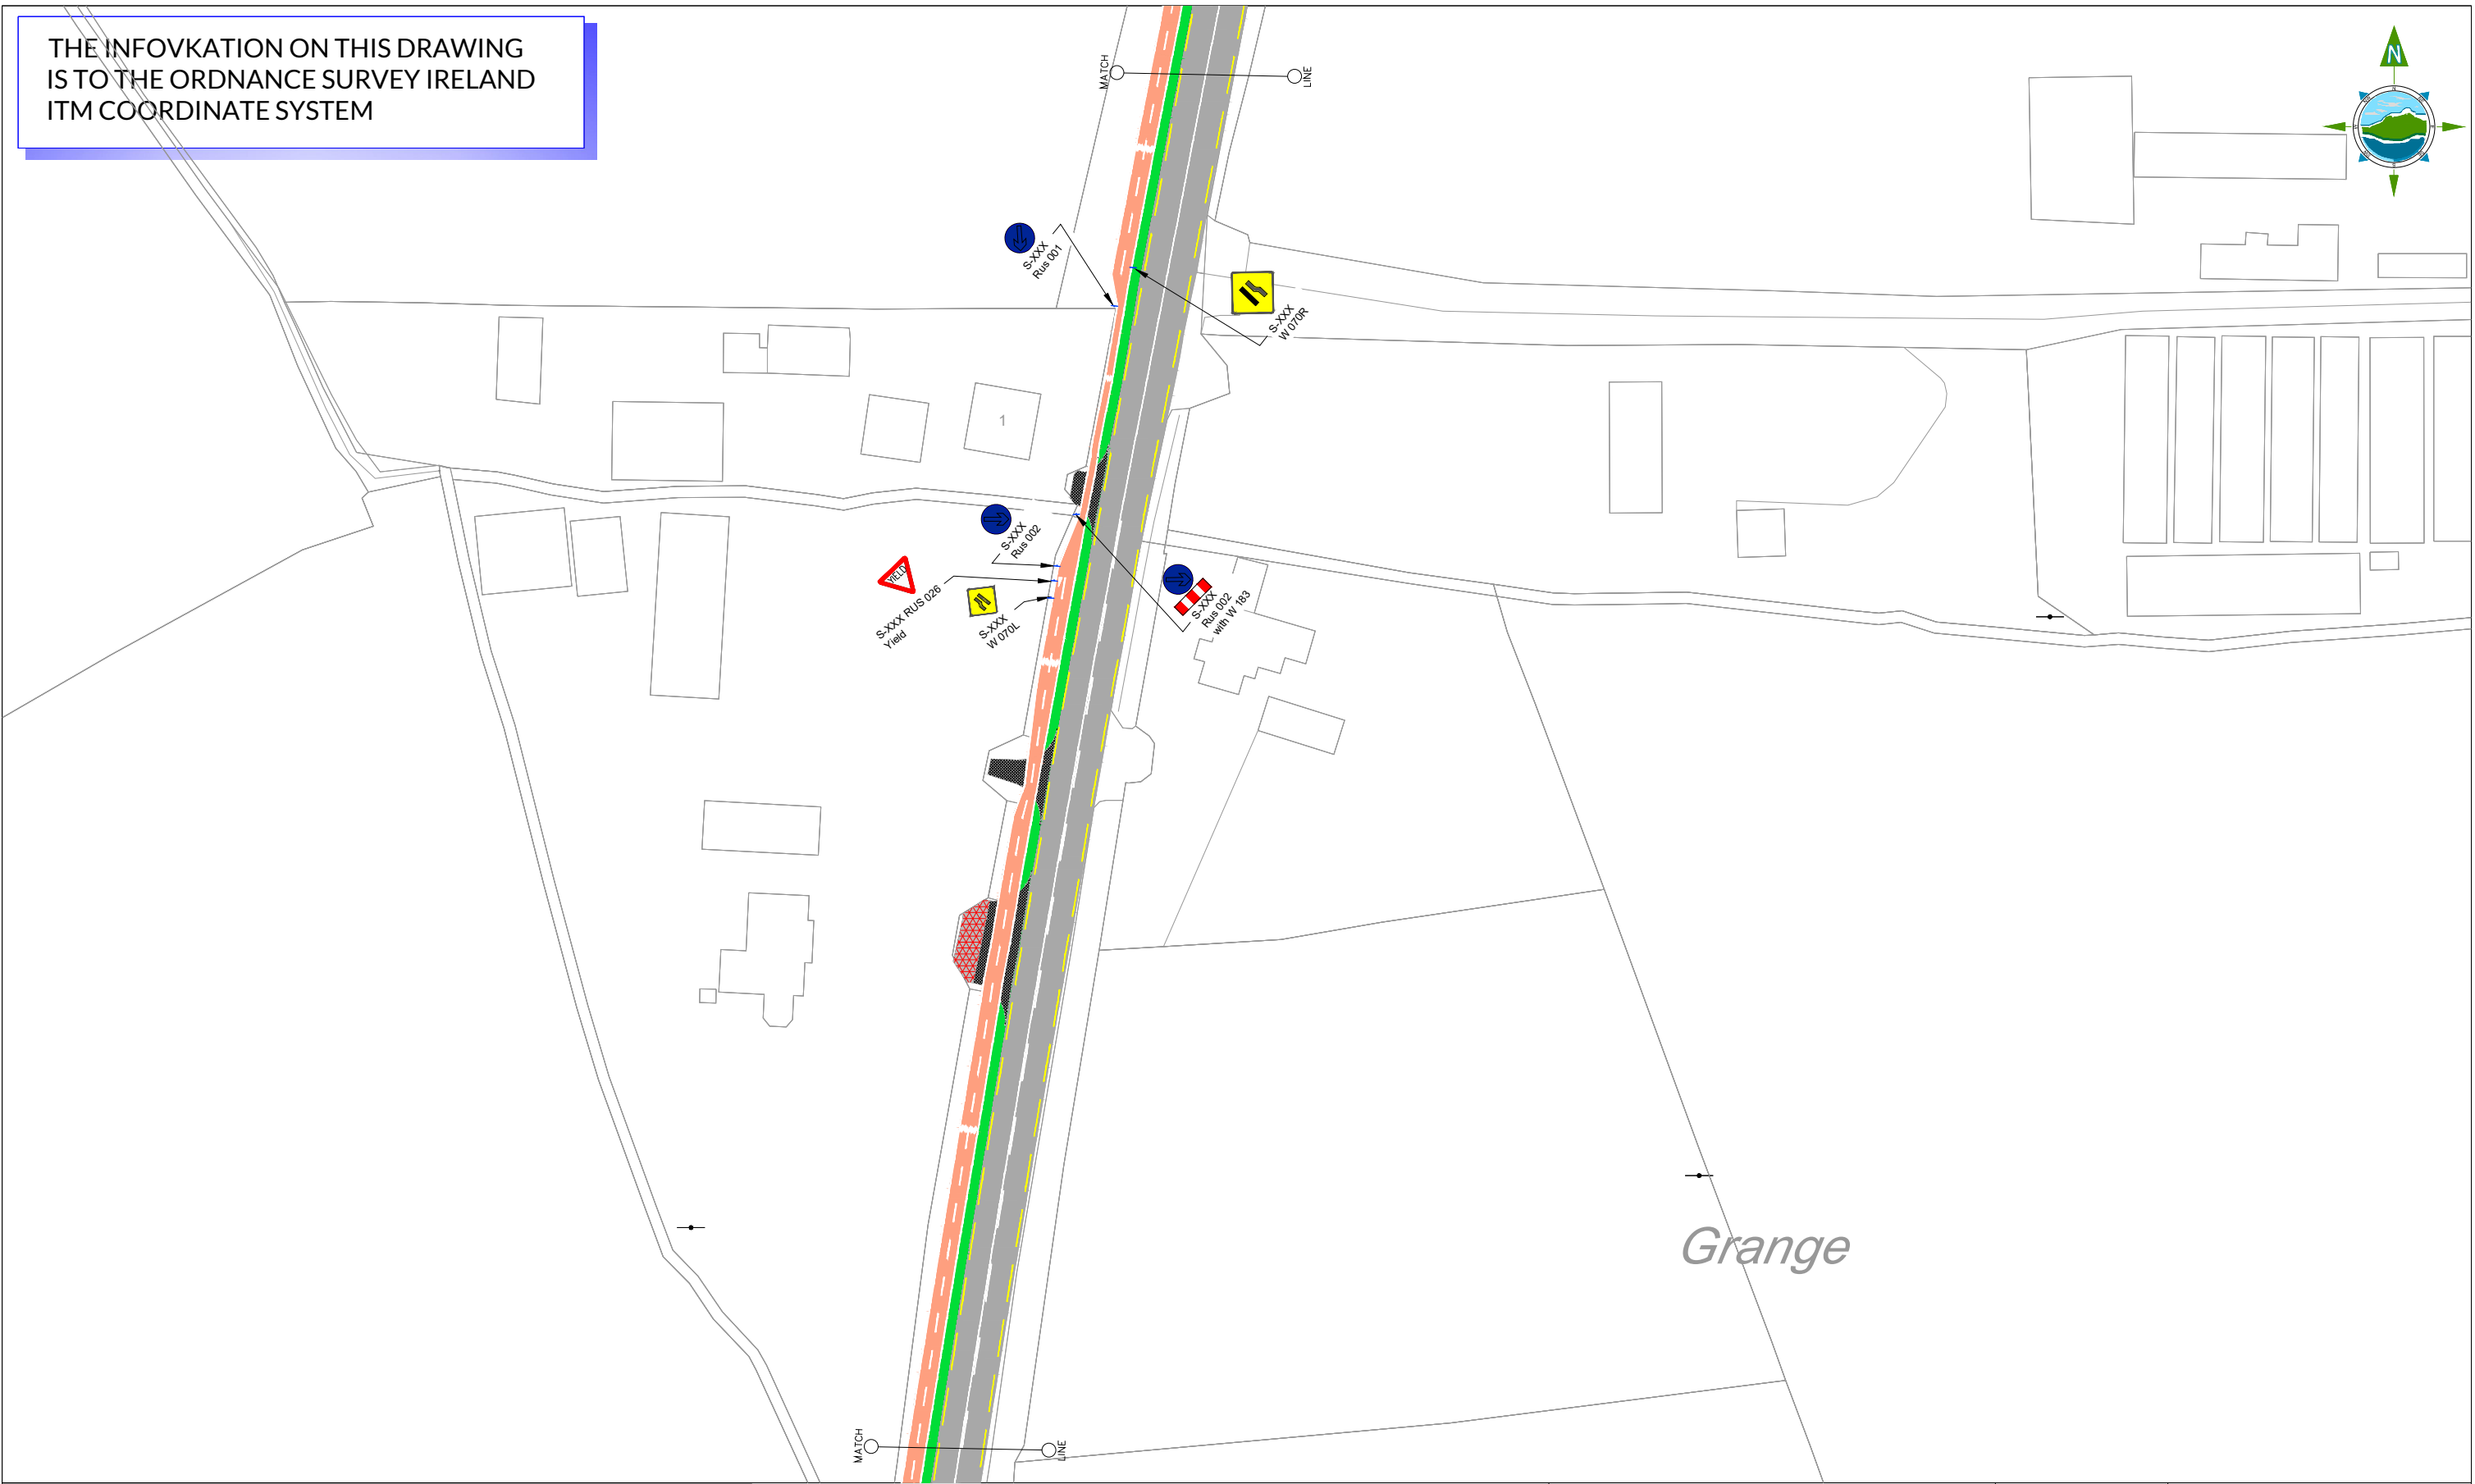 THE INFOVKATION ON THIS DRAWING
IS TO THE ORDNANCE SURVEY IRELAND
ITM COORDINATE SYSTEM
N
MATCH
LINE
S-XXX
Rus 001
S-XXX
W 070R
1
S-XXX
Rus 002
YIELD
S-XXX RUS 026
Yield
S-XXX
W 070L
S-XXX
Rus 002
with W 183
Grange
MATCH
LINE